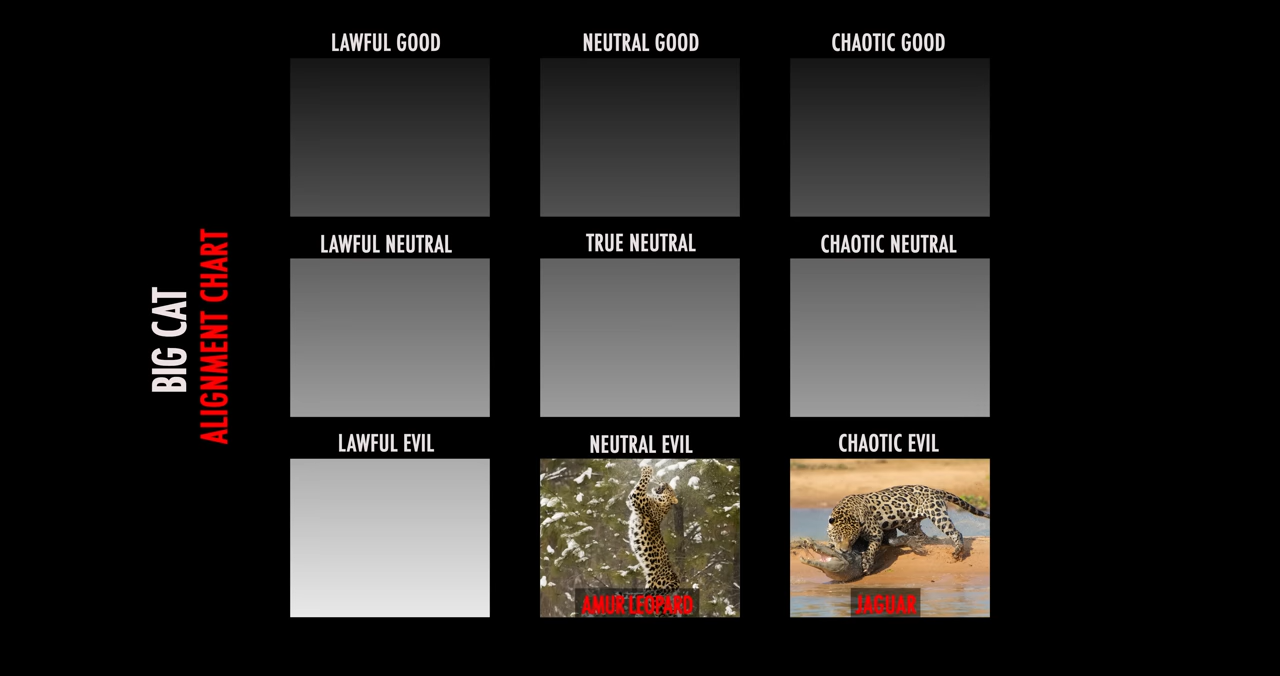 LAWFUL GOOD
NEUTRAL GOOD
CHAOTIC GOOD
BIG CAT
ALIGNMENT CHART
LAWFUL NEUTRAL
TRUE NEUTRAL
CHAOTIC NEUTRAL
LAWFUL EVIL
NEUTRAL EVIL
CHAOTIC EVIL
AMUR LEOPARD
JAGUAR